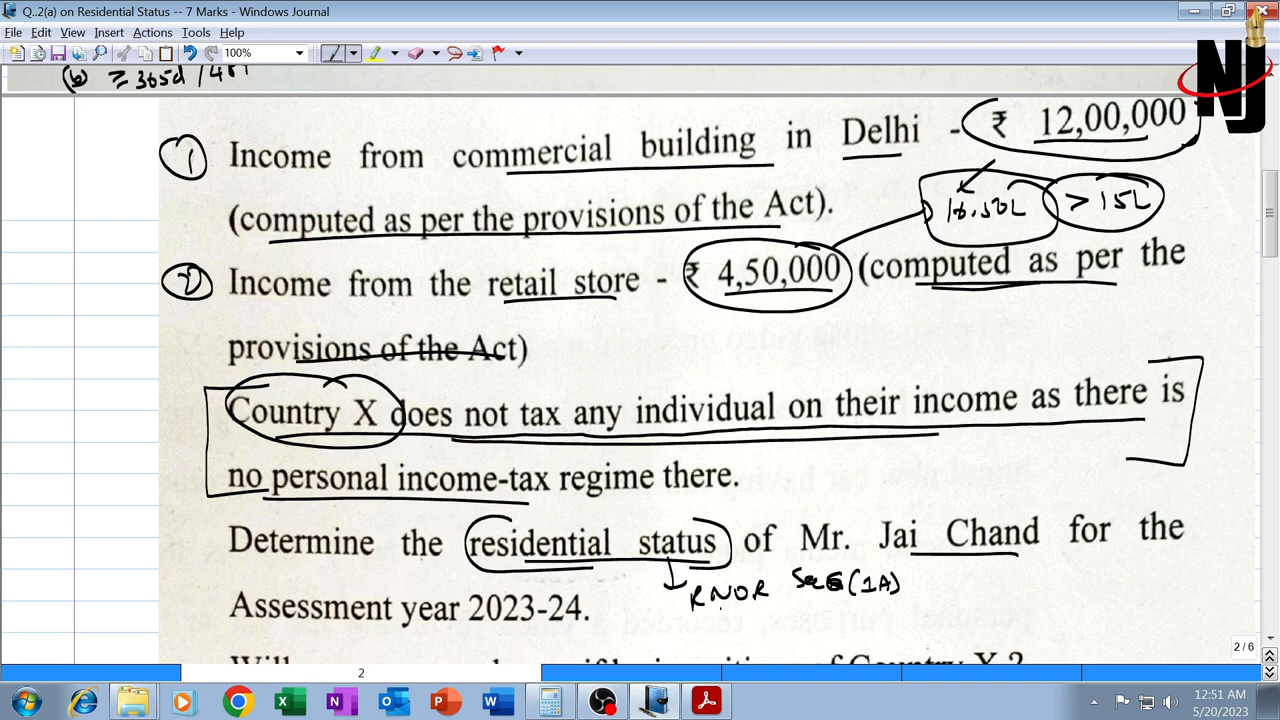 Q..2(a) on Residential Status -- 7 Marks - Windows Journal
File Edit View Insert Actions Tools Help
100%
NJ
(b) ≥ 365d / 4
① Income from commercial building in Delhi - ₹ 12,00,000
(computed as per the provisions of the Act).
16.50L > 15L
② Income from the retail store - ₹ 4,50,000 (computed as per the
provisions of the Act)
Country X does not tax any individual on their income as there is
no personal income-tax regime there.
Determine the residential status of Mr. Jai Chand for the
RNOR Sec 6(1A)
Assessment year 2023-24.
2 / 6
2
12:51 AM
5/20/2023